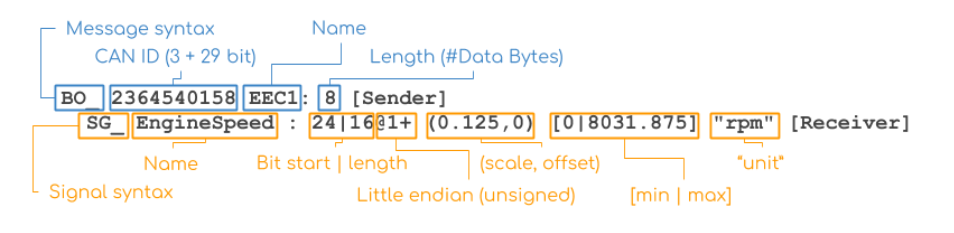 Message syntax Name
CAN ID (3 + 29 bit) Length (#Data Bytes)
BO_ 2364540158 EEC1: 8 [Sender]
SG_ EngineSpeed : 24|16@1+ (0.125,0) [0|8031.875] "rpm" [Receiver]
Name Bit start | length (scale, offset) "unit"
Signal syntax Little endian (unsigned) [min | max]